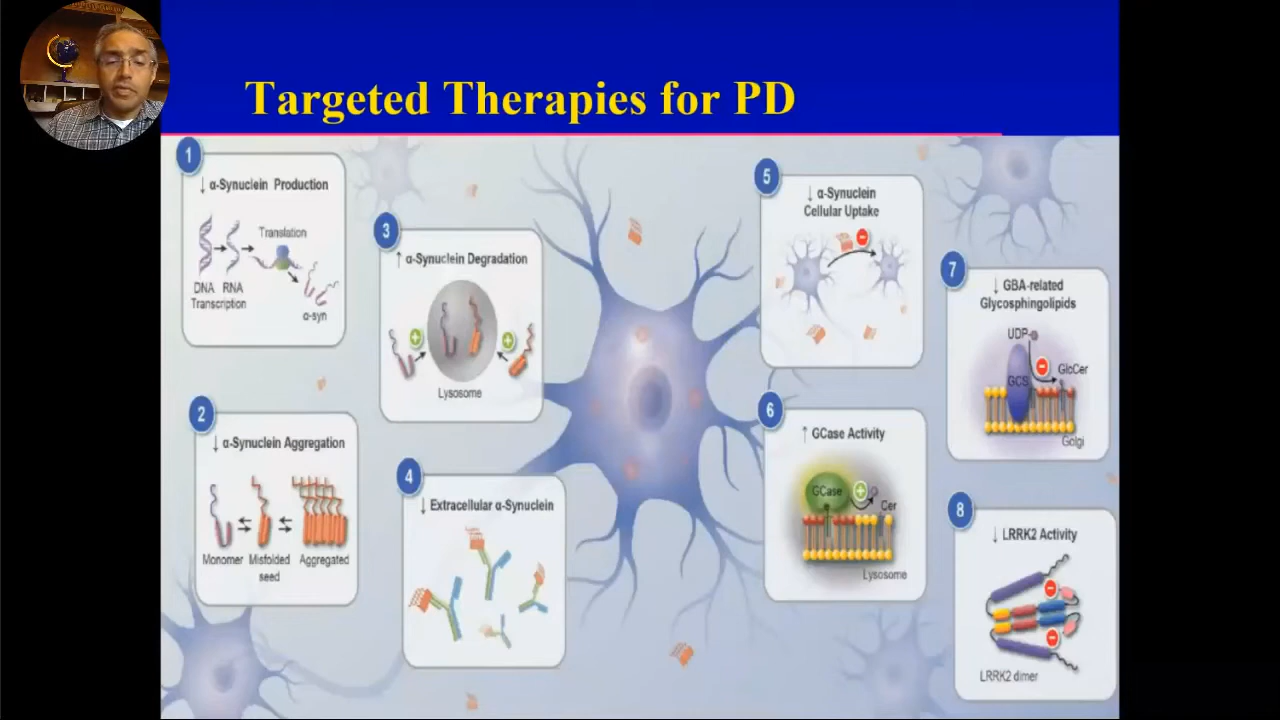 Targeted Therapies for PD
1
↓ α-Synuclein Production
Translation
DNA RNA
Transcription
α-syn
2
↓ α-Synuclein Aggregation
Monomer Misfolded Aggregated
seed
3
↑ α-Synuclein Degradation
Lysosome
4
↓ Extracellular α-Synuclein
5
↓ α-Synuclein
Cellular Uptake
6
↑ GCase Activity
GCase
Cer
Lysosome
7
↓ GBA-related
Glycosphingolipids
UDP
GCS
GloCer
Golgi
8
↓ LRRK2 Activity
LRRK2 dimer